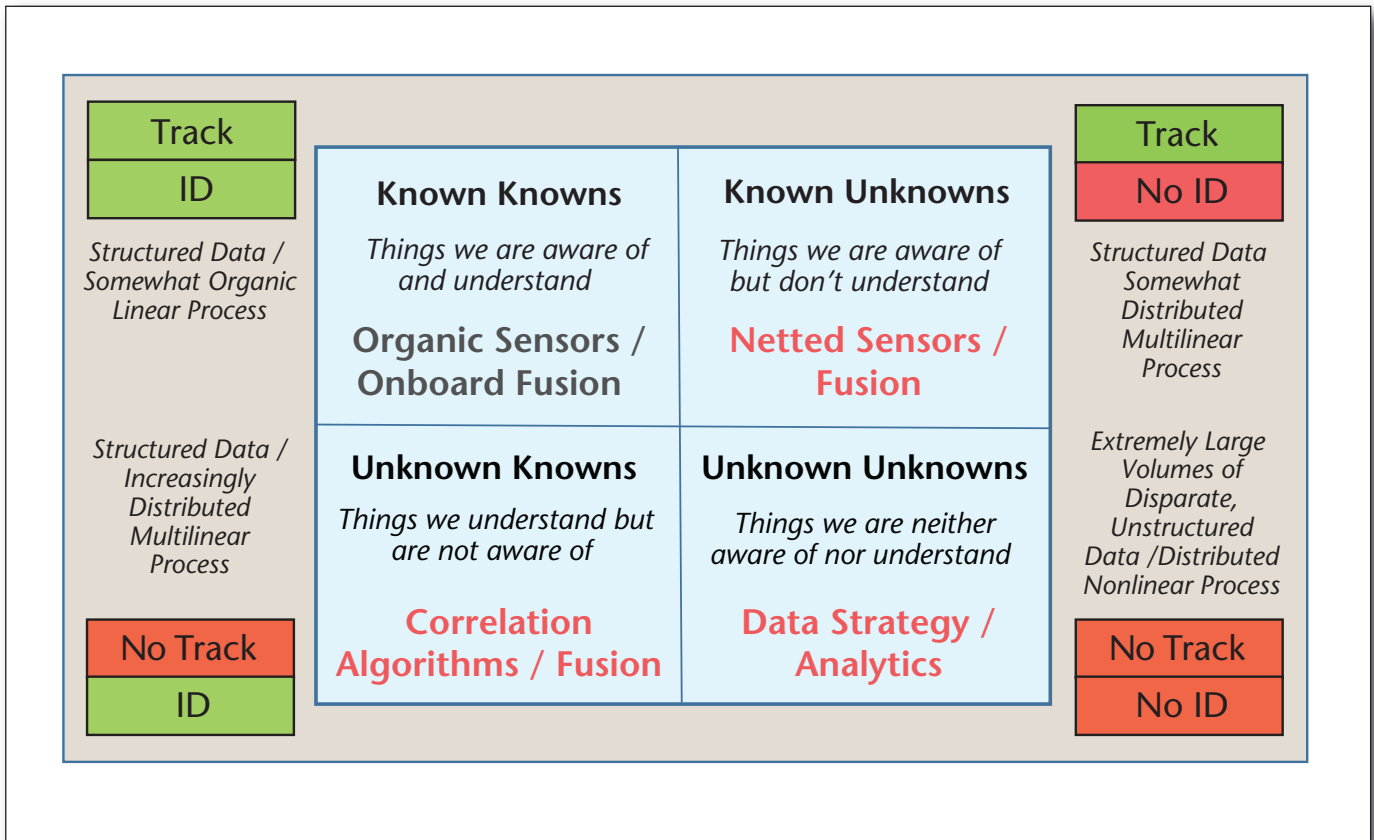 Track
ID
Structured Data /
Somewhat Organic
Linear Process
Known Knowns
Things we are aware of
and understand
Organic Sensors /
Onboard Fusion
Known Unknowns
Things we are aware of
but don’t understand
Netted Sensors /
Fusion
Track
No ID
Structured Data
Somewhat
Distributed
Multilinear
Process
Structured Data /
Increasingly
Distributed
Multilinear
Process
No Track
ID
Unknown Knowns
Things we understand but
are not aware of
Correlation
Algorithms / Fusion
Unknown Unknowns
Things we are neither
aware of nor understand
Data Strategy /
Analytics
Extremely Large
Volumes of
Disparate,
Unstructured
Data /Distributed
Nonlinear Process
No Track
No ID